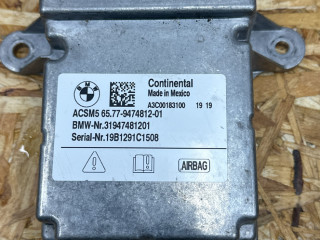 BMW
Continental
Made in Mexico
A3C00183100 19 19
ACSM5 65.77-9474812-01
BMW-Nr.31947481201
Serial-Nr.19B1291C1508
AIRBAG